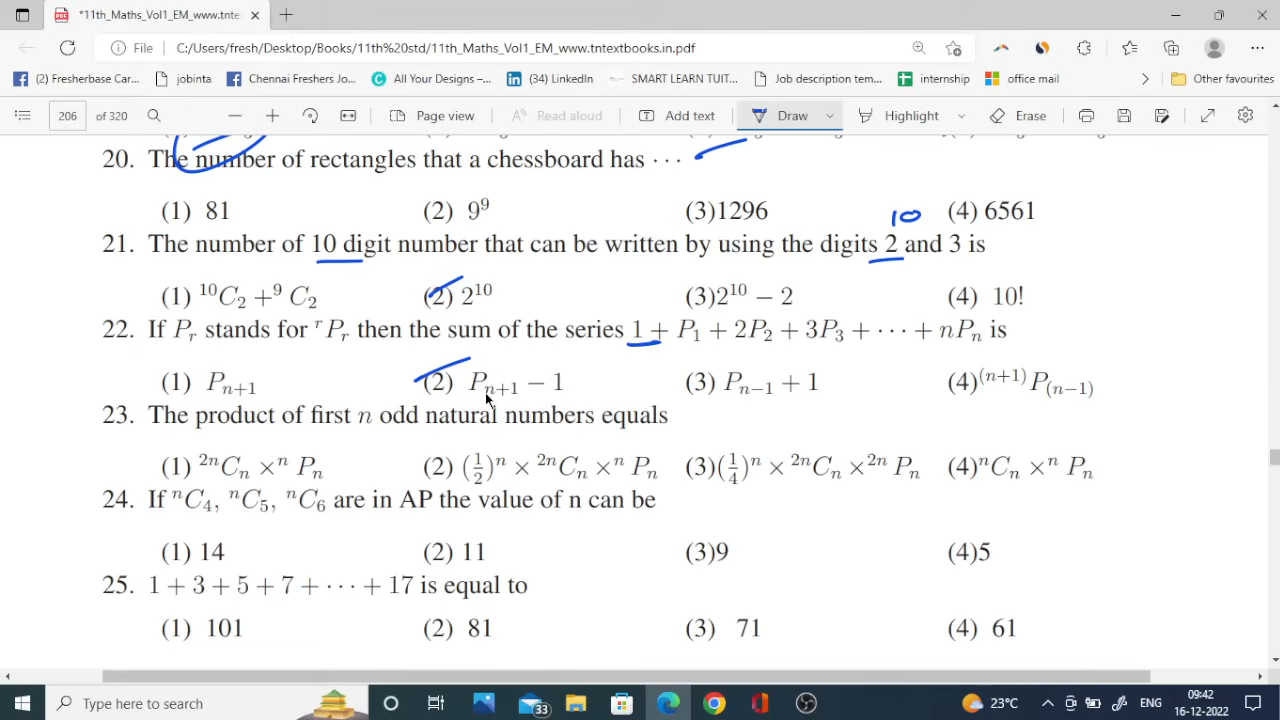 *11th_Maths_Vol1_EM_www.tnte
File C:/Users/fresh/Desktop/Books/11th%20std/11th_Maths_Vol1_EM_www.tntextbooks.in.pdf
(2) Fresherbase Car... jobinta Chennai Freshers Jo... All Your Designs –... (34) LinkedIn SMART LEARN TUIT... Job description tem... internship office mail Other favourites
206 of 320 Page view Read aloud Add text Draw Highlight Erase
20. The number of rectangles that a chessboard has · · ·
(1) 81 (2) 9⁹ (3)1296 (4) 6561
10
21. The number of 10 digit number that can be written by using the digits 2 and 3 is
(1) ¹⁰C₂ +⁹ C₂ (2) 2¹⁰ (3)2¹⁰ − 2 (4) 10!
22. If Pᵣ stands for ʳPᵣ then the sum of the series 1 + P₁ + 2P₂ + 3P₃ + · · · + nPₙ is
(1) Pₙ₊₁ (2) Pₙ₊₁ − 1 (3) Pₙ₋₁ + 1 (4)⁽ⁿ⁺¹⁾P₍ₙ₋₁₎
23. The product of first n odd natural numbers equals
(1) ²ⁿCₙ ×ⁿ Pₙ (2) (1/2)ⁿ × ²ⁿCₙ ×ⁿ Pₙ (3)(1/4)ⁿ × ²ⁿCₙ ×²ⁿ Pₙ (4)ⁿCₙ ×ⁿ Pₙ
24. If ⁿC₄, ⁿC₅, ⁿC₆ are in AP the value of n can be
(1) 14 (2) 11 (3)9 (4)5
25. 1 + 3 + 5 + 7 + · · · + 17 is equal to
(1) 101 (2) 81 (3) 71 (4) 61
Type here to search 33 23°C ENG 09:42
16-12-2022